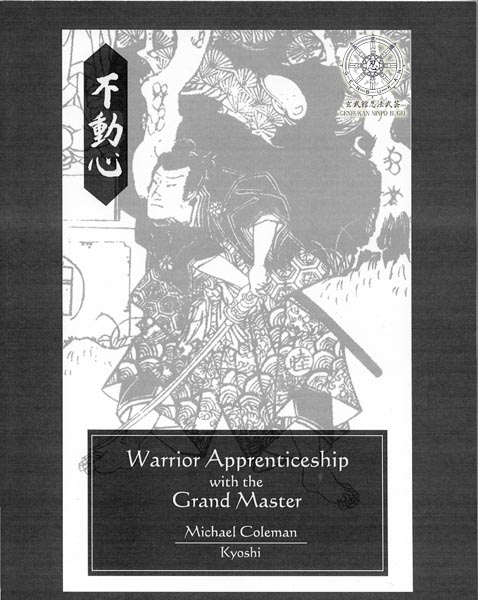 不動心
玄武館忍法武芸
GENBUKAN NINPO BUGEI
Warrior Apprenticeship
with the
Grand Master
Michael Coleman
Kyoshi